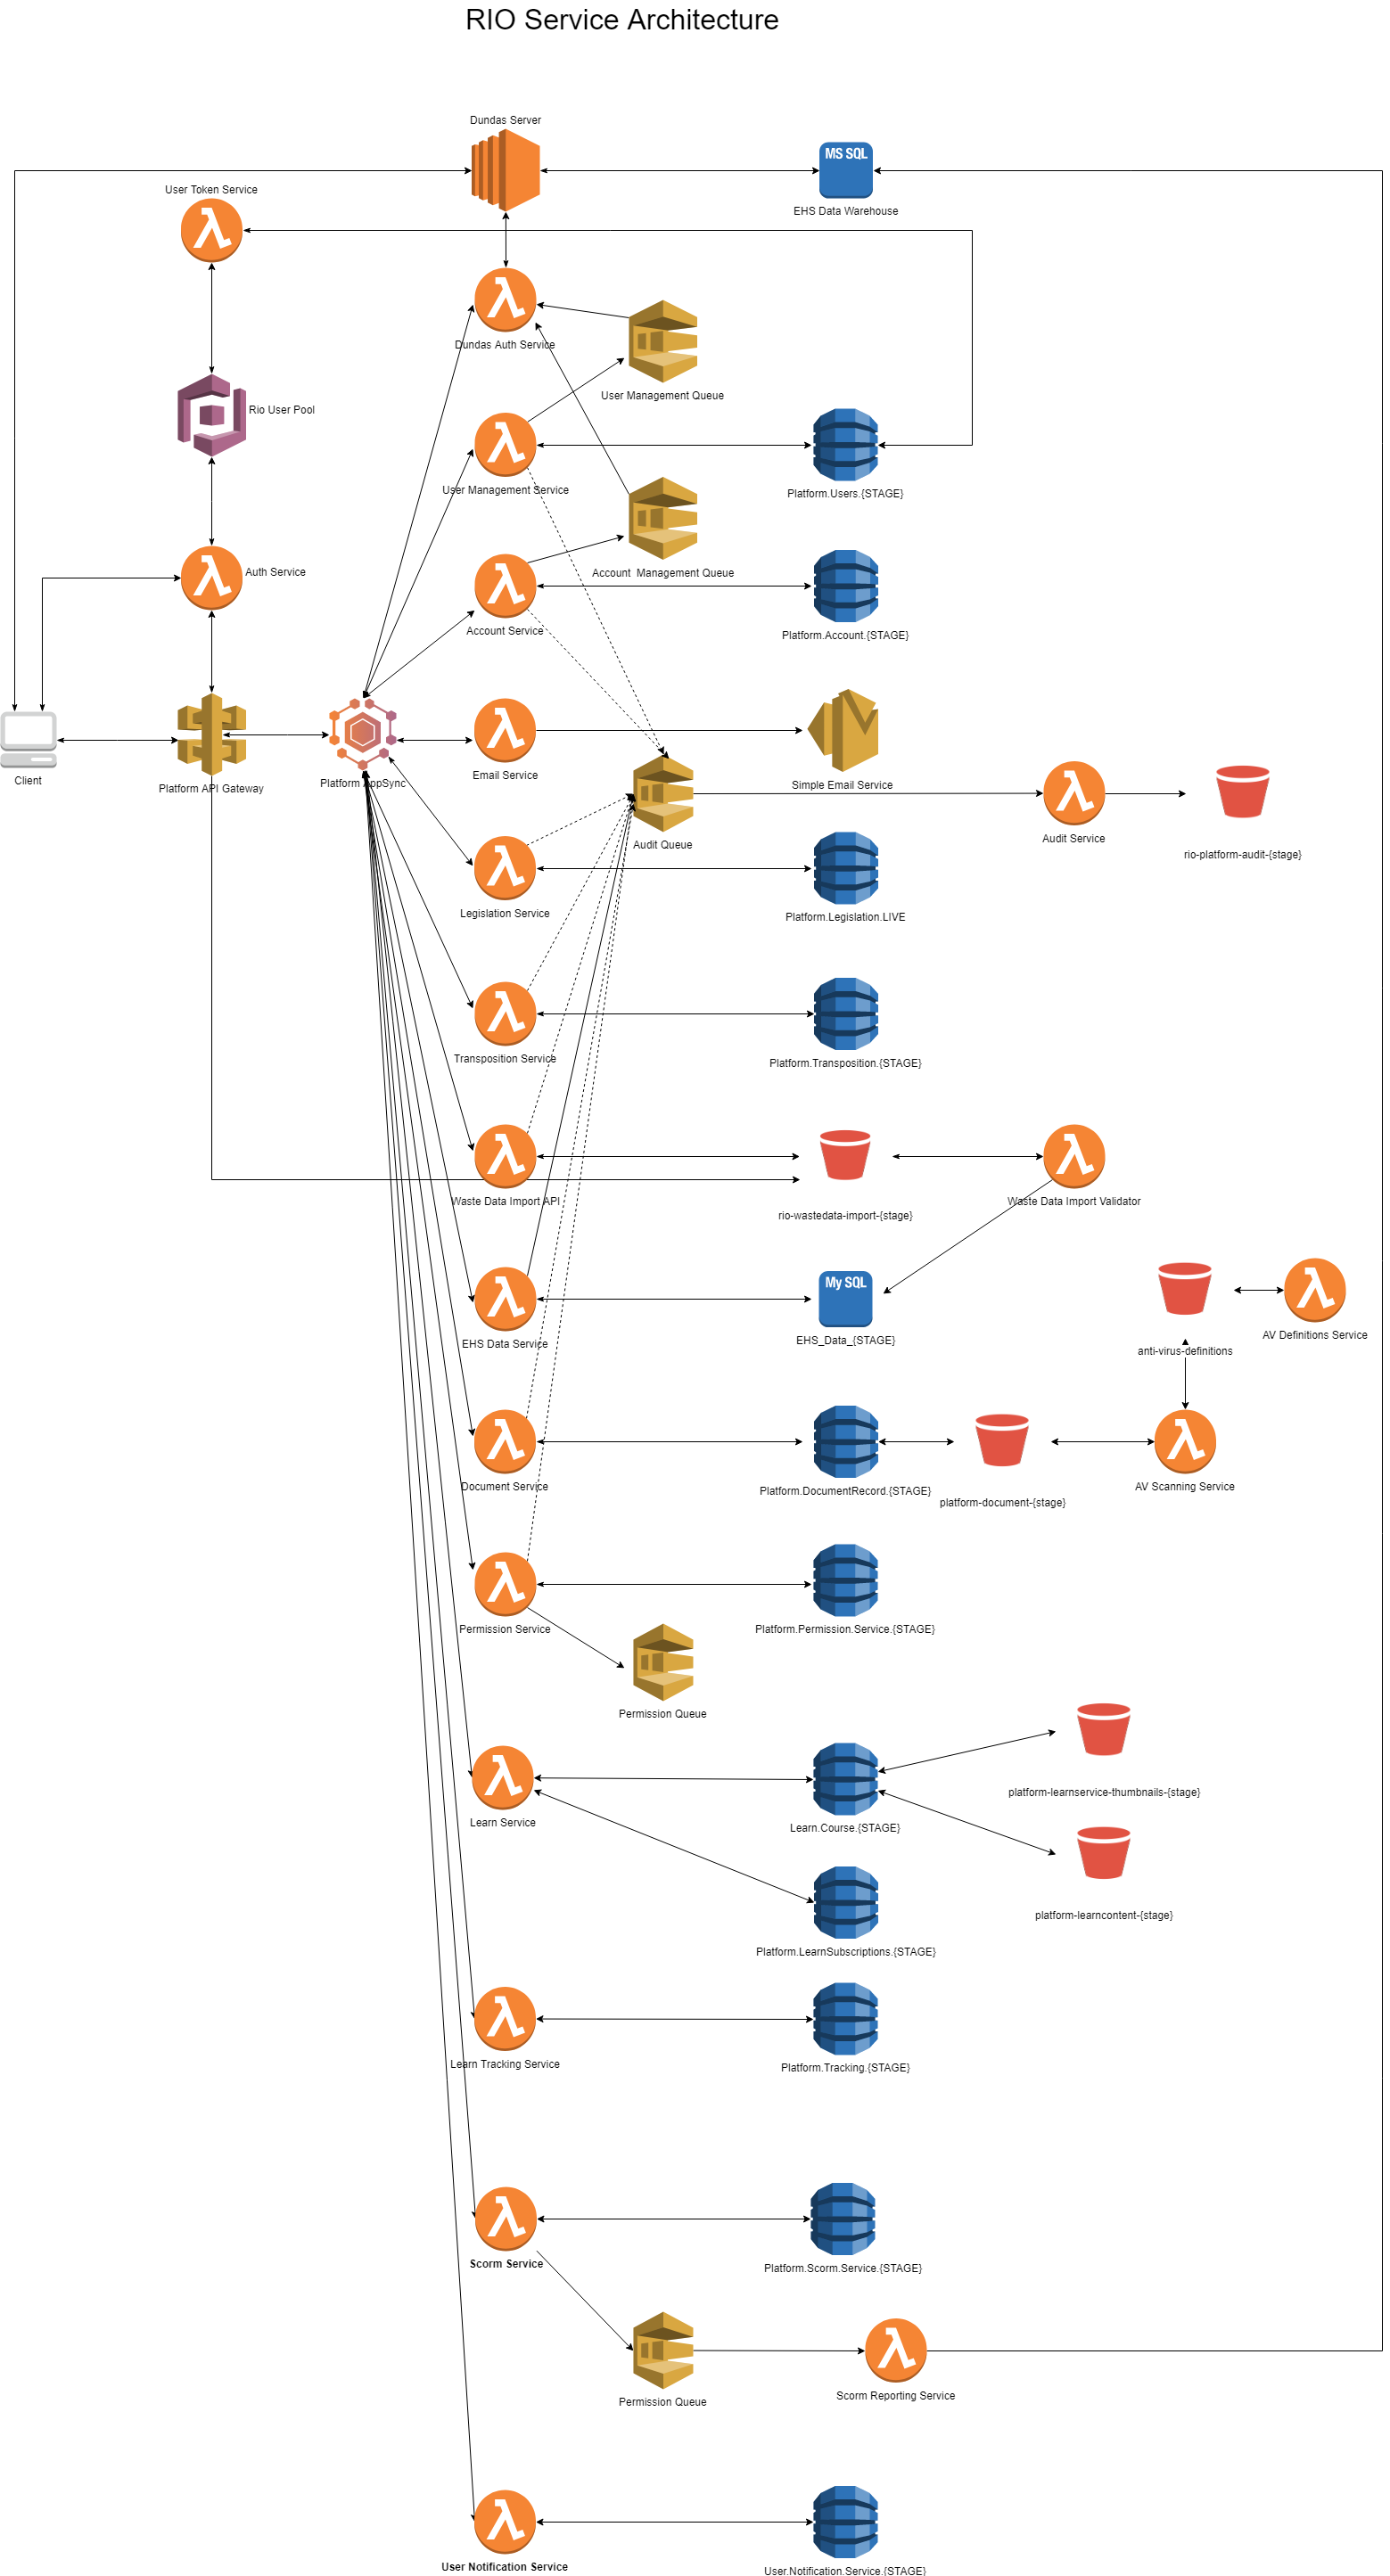 RIO Service Architecture
Dundas Server
MS SQL
User Token Service
EHS Data Warehouse
Dundas Auth Service
User Management Queue
Rio User Pool
User Management Service
Platform.Users.{STAGE}
Auth Service
Account  Management Queue
Account Service
Platform.Account.{STAGE}
Client
Platform API Gateway
Platform AppSync
Email Service
Simple Email Service
Audit Queue
Audit Service
rio-platform-audit-{stage}
Legislation Service
Platform.Legislation.LIVE
Transposition Service
Platform.Transposition.{STAGE}
Waste Data Import API
rio-wastedata-import-{stage}
Waste Data Import Validator
My SQL
EHS Data Service
EHS_Data_{STAGE}
AV Definitions Service
anti-virus-definitions
Document Service
Platform.DocumentRecord.{STAGE}
platform-document-{stage}
AV Scanning Service
Permission Service
Platform.Permission.Service.{STAGE}
Permission Queue
platform-learnservice-thumbnails-{stage}
Learn Service
Learn.Course.{STAGE}
platform-learncontent-{stage}
Platform.LearnSubscriptions.{STAGE}
Learn Tracking Service
Platform.Tracking.{STAGE}
Scorm Service
Platform.Scorm.Service.{STAGE}
Permission Queue
Scorm Reporting Service
User Notification Service
User.Notification.Service.{STAGE}